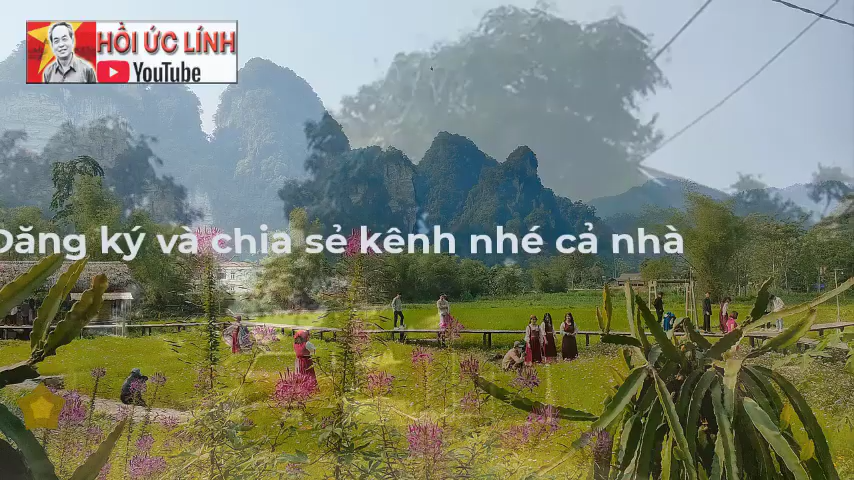 HỒI ỨC LÍNH
YouTube
Đăng ký và chia sẻ kênh nhé cả nhà